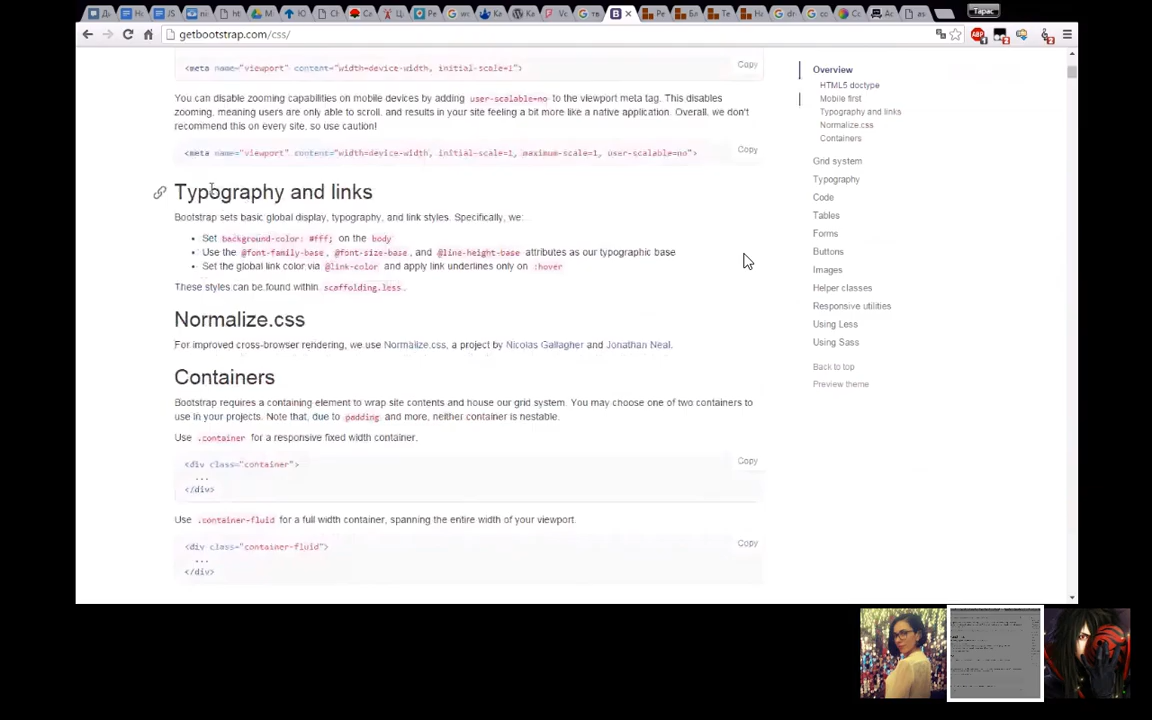 Тарас
getbootstrap.com/css/
<meta name="viewport" content="width=device-width, initial-scale=1">
Copy
You can disable zooming capabilities on mobile devices by adding user-scalable=no to the viewport meta tag. This disables
zooming, meaning users are only able to scroll, and results in your site feeling a bit more like a native application. Overall, we don't
recommend this on every site, so use caution!
<meta name="viewport" content="width=device-width, initial-scale=1, maximum-scale=1, user-scalable=no">
Copy
Typography and links
Bootstrap sets basic global display, typography, and link styles. Specifically, we:
Set background-color: #fff; on the body
Use the @font-family-base, @font-size-base, and @line-height-base attributes as our typographic base
Set the global link color via @link-color and apply link underlines only on :hover
These styles can be found within scaffolding.less.
Normalize.css
For improved cross-browser rendering, we use Normalize.css, a project by Nicolas Gallagher and Jonathan Neal.
Containers
Bootstrap requires a containing element to wrap site contents and house our grid system. You may choose one of two containers to
use in your projects. Note that, due to padding and more, neither container is nestable.
Use .container for a responsive fixed width container.
<div class="container">
...
</div>
Copy
Use .container-fluid for a full width container, spanning the entire width of your viewport.
<div class="container-fluid">
...
</div>
Copy
Overview
HTML5 doctype
Mobile first
Typography and links
Normalize.css
Containers
Grid system
Typography
Code
Tables
Forms
Buttons
Images
Helper classes
Responsive utilities
Using Less
Using Sass
Back to top
Preview theme